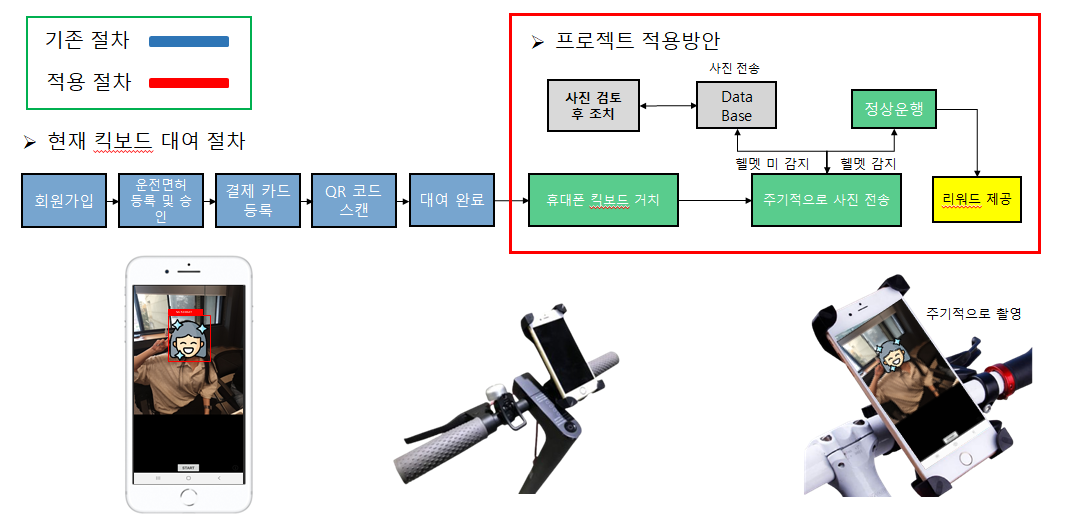 기존 절차
적용 절차
➢ 현재 킥보드 대여 절차
회원가입
운전면허
등록 및 승
인
결제 카드
등록
QR 코드
스캔
대여 완료
➢ 프로젝트 적용방안
사진 전송
사진 검토
후 조치
Data
Base
정상운행
헬멧 미 감지
헬멧 감지
휴대폰 킥보드 거치
주기적으로 사진 전송
리워드 제공
START
주기적으로 촬영